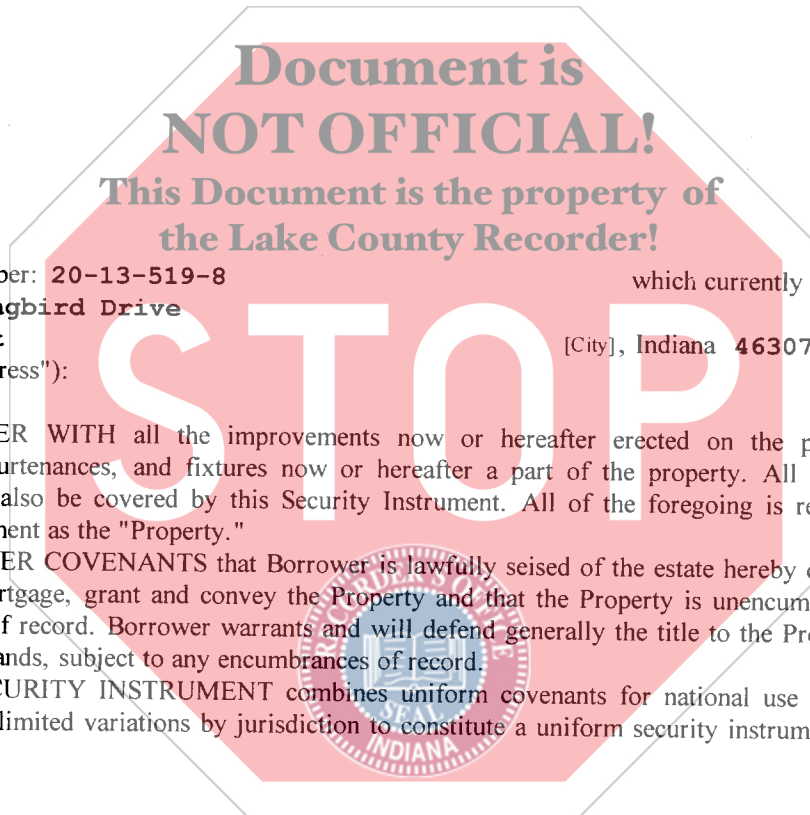 Document is
NOT OFFICIAL!
This Document is the property of
the Lake County Recorder!
ber: 20-13-519-8 which currently
gbird Drive
[City], Indiana 46307
ress"):
STOP
ER WITH all the improvements now or hereafter erected on the p
urtenances, and fixtures now or hereafter a part of the property. All
also be covered by this Security Instrument. All of the foregoing is re
nent as the "Property."
ER COVENANTS that Borrower is lawfully seised of the estate hereby c
rtgage, grant and convey the Property and that the Property is unencum
f record. Borrower warrants and will defend generally the title to the Pro
ands, subject to any encumbrances of record.
CURITY INSTRUMENT combines uniform covenants for national use
limited variations by jurisdiction to constitute a uniform security instrum
RECORDER'S OFFICE
SEAL
INDIANA